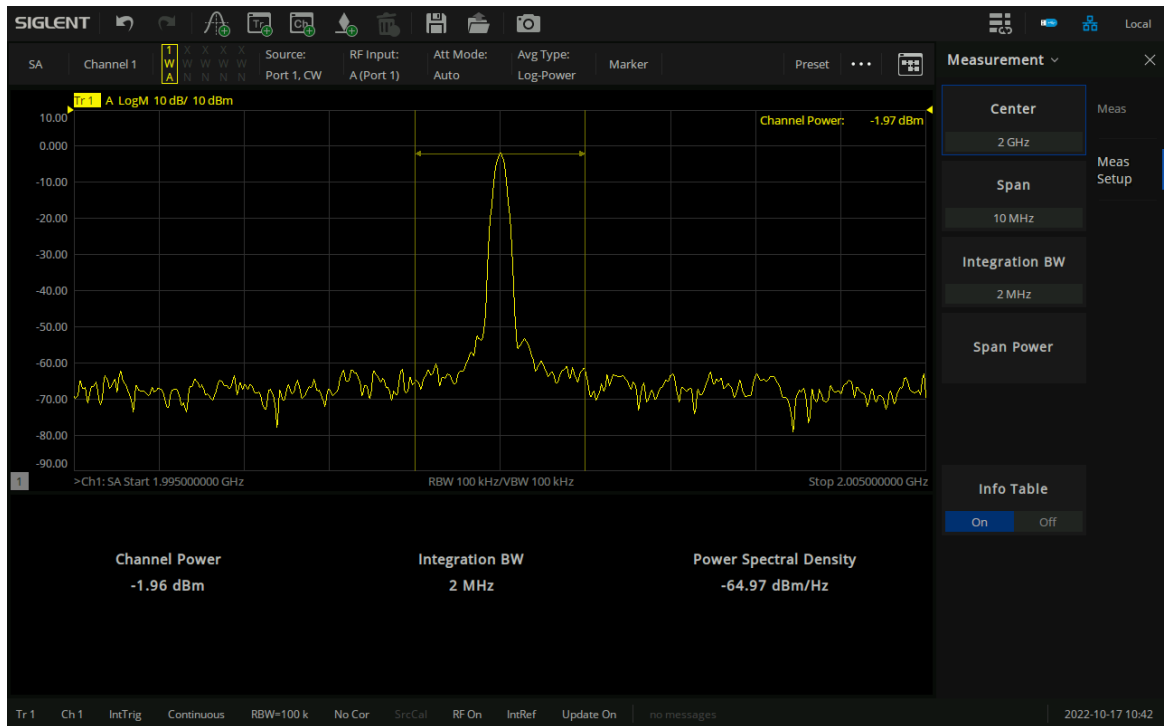 SIGLENT Tr Ch Local
SA Channel 1 1 X X X X Source: RF Input: Att Mode: Avg Type: Marker Preset ... Measurement
W W W W W
A N N N N Port 1, CW A (Port 1) Auto Log-Power
Tr 1 A LogM 10 dB/ 10 dBm
Channel Power: -1.97 dBm
10.00
0.000
-10.00
-20.00
-30.00
-40.00
-50.00
-60.00
-70.00
-80.00
-90.00
1 >Ch1: SA Start 1.995000000 GHz RBW 100 kHz/VBW 100 kHz Stop 2.005000000 GHz
Channel Power Integration BW Power Spectral Density
-1.96 dBm 2 MHz -64.97 dBm/Hz
Center
2 GHz
Span
10 MHz
Integration BW
2 MHz
Span Power
Info Table
On Off
Meas
Meas
Setup
Tr 1 Ch 1 IntTrig Continuous RBW=100 k No Cor SrcCal RF On IntRef Update On no messages 2022-10-17 10:42